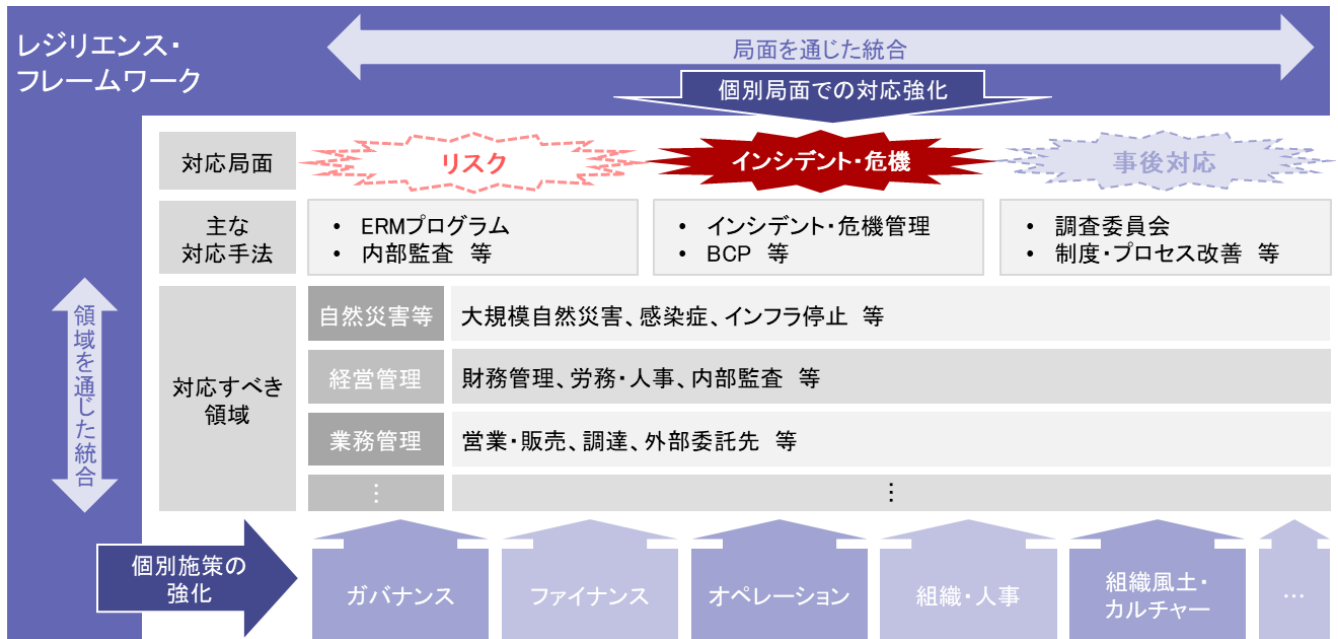 レジリエンス・
フレームワーク
局面を通じた統合
個別局面での対応強化
対応局面
リスク
インシデント・危機
事後対応
主な
対応手法
• ERMプログラム
• 内部監査 等
• インシデント・危機管理
• BCP 等
• 調査委員会
• 制度・プロセス改善 等
領域を通じた統合
対応すべき
領域
自然災害等
大規模自然災害、感染症、インフラ停止 等
経営管理
財務管理、労務・人事、内部監査 等
業務管理
営業・販売、調達、外部委託先 等
⋮
⋮
個別施策の
強化
ガバナンス
ファイナンス
オペレーション
組織・人事
組織風土・
カルチャー
…